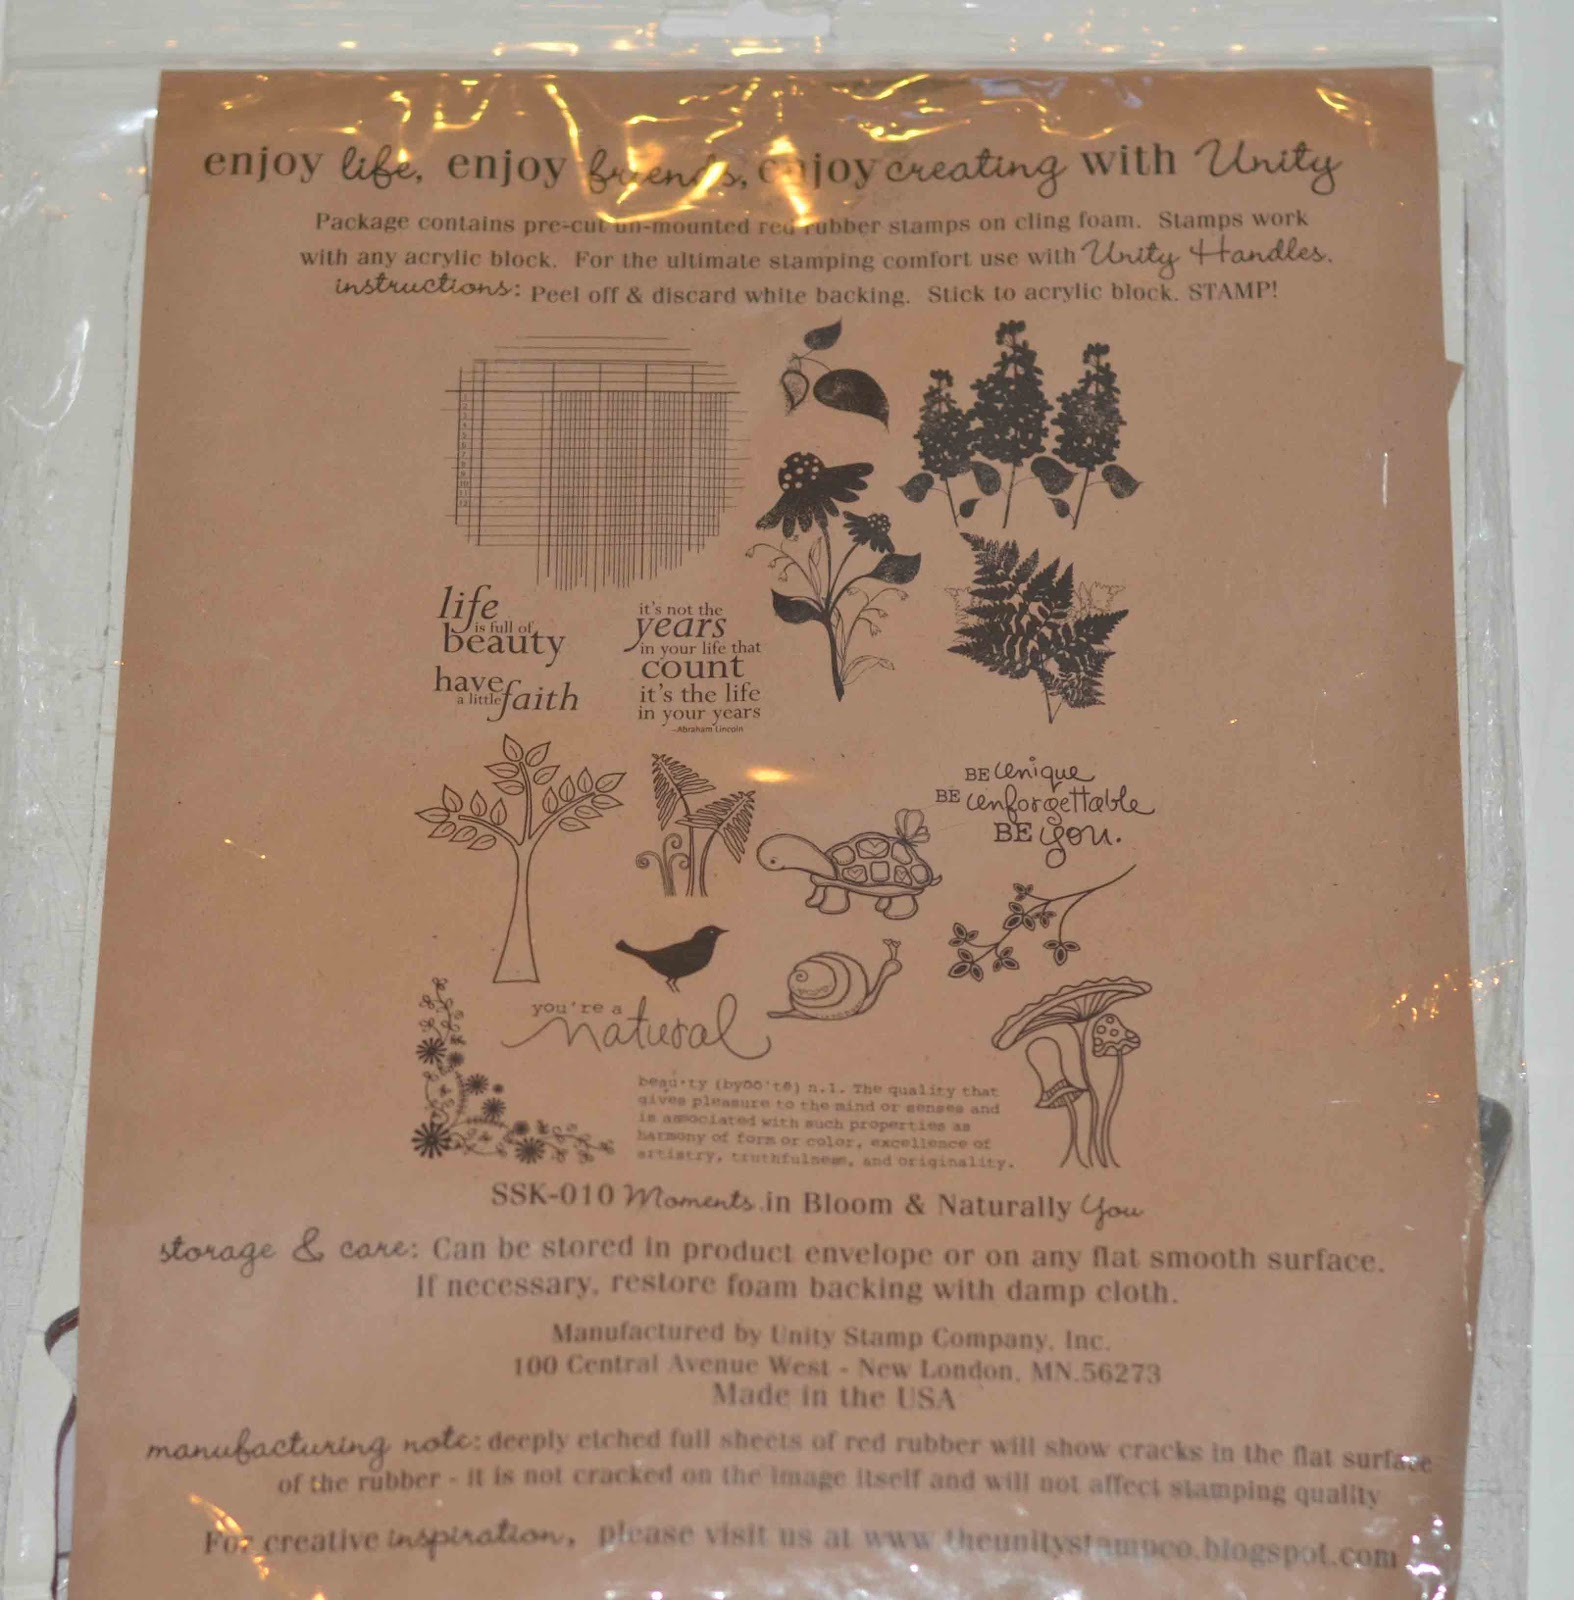 enjoy life, enjoy friends, enjoy creating with Unity
Package contains pre-cut un-mounted red rubber stamps on cling foam. Stamps work
with any acrylic block. For the ultimate stamping comfort use with Unity Handles.
instructions: Peel off & discard white backing. Stick to acrylic block. STAMP!
life
is full of
beauty
have
a little faith
it's not the
years
in your life that
count
it's the life
in your years
-Abraham Lincoln
BE unique
BE unforgettable
BE you.
you're a
natural
beau·ty (byoo'te) n.1. The quality that
gives pleasure to the mind or senses and
is associated with such properties as
harmony of form or color, excellence of
artistry, truthfulness, and originality.
SSK-010 Moments in Bloom & Naturally You
storage & care: Can be stored in product envelope or on any flat smooth surface.
If necessary, restore foam backing with damp cloth.
Manufactured by Unity Stamp Company, Inc.
100 Central Avenue West - New London, MN.56273
Made in the USA
manufacturing note: deeply etched full sheets of red rubber will show cracks in the flat surface
of the rubber - it is not cracked on the image itself and will not affect stamping quality
For creative inspiration, please visit us at www.theunitystampco.blogspot.com